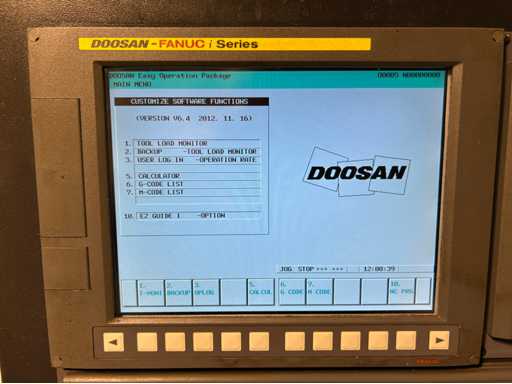 DOOSAN-FANUC i Series
DOOSAN Easy Operation Package
MAIN MENU
O0005 N00000000
CUSTOMIZE SOFTWARE FUNCTIONS
(VERSION V6.4 2012. 11. 16)
1. TOOL LOAD MONITOR
2. BACKUP -TOOL LOAD MONITOR
3. USER LOG IN -OPERATION RATE
5. CALCULATOR
6. G-CODE LIST
7. M-CODE LIST
10. EZ GUIDE I -OPTION
DOOSAN
JOG STOP *** *** 12:00:39
1. 2. 3. 5. 6. 7. 10.
T-MONI BACKUP OPLOG CALCUL G CODE M CODE
FANUC